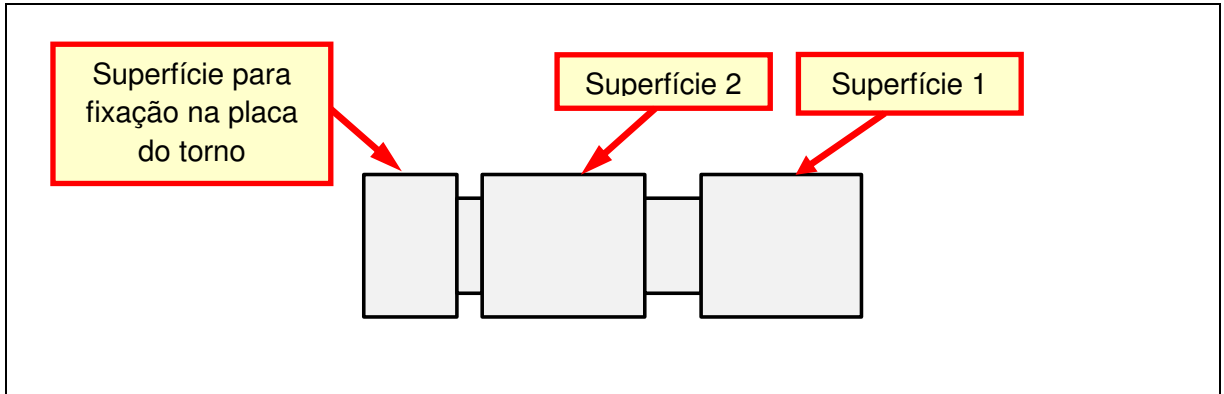 Superfície para
fixação na placa
do torno
Superfície 2
Superfície 1